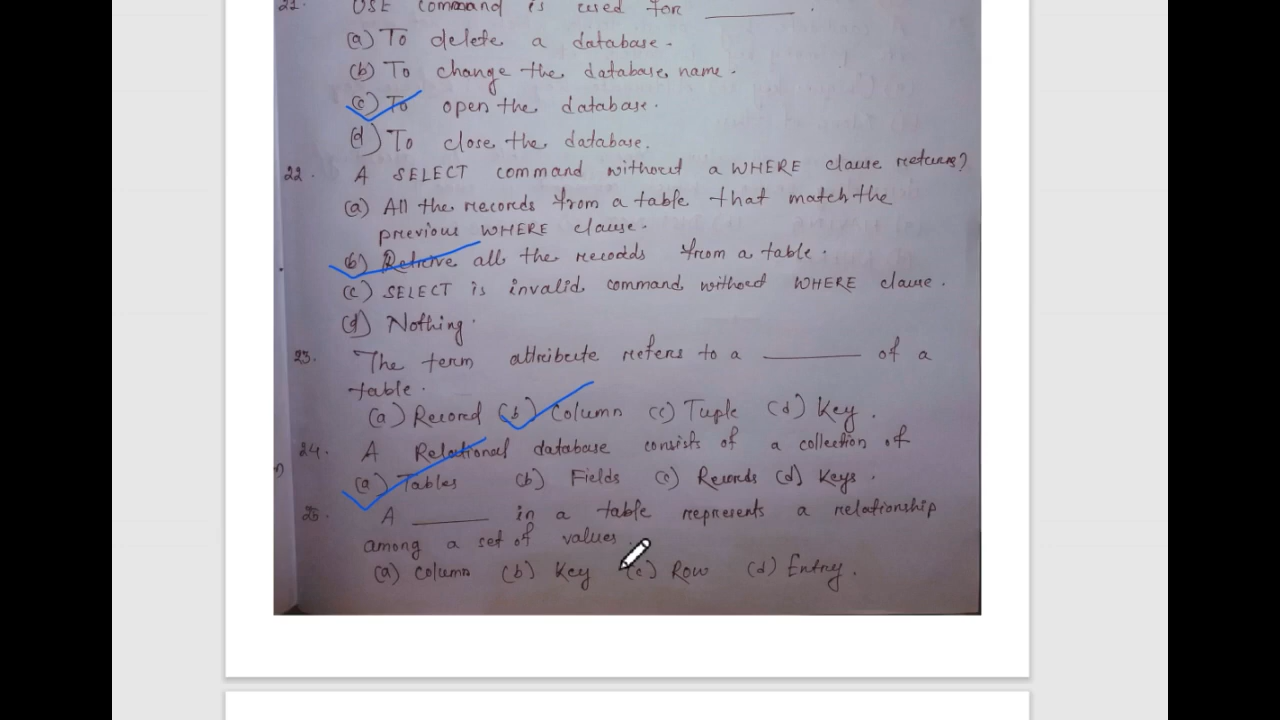 21. USE command is used for ________ .
(a) To delete a database.
(b) To change the database name.
(c) To open the database.
(d) To close the database.
22. A SELECT command without a WHERE clause returns?
(a) All the records from a table that match the
previous WHERE clause.
(b) Retrive all the recodds from a table.
(c) SELECT is invalid command without WHERE clause.
(d) Nothing.
23. The term attribute refers to a ________ of a
table.
(a) Record (b) Column (c) Tuple (d) Key.
24. A Relational database consists of a collection of
(a) Tables (b) Fields (c) Records (d) Keys.
25. A ________ in a table represents a relationship
among a set of values.
(a) Column (b) Key (c) Row (d) Entry.